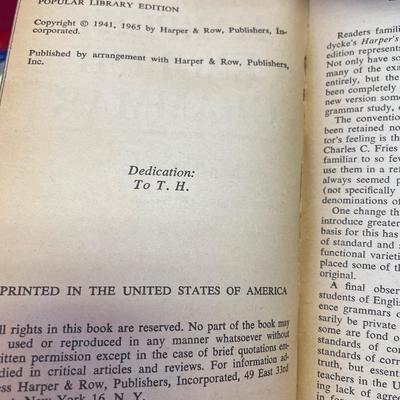 POPULAR LIBRARY EDITION
Copyright © 1941, 1965 by Harper & Row, Publishers, In-
corporated.
Published by arrangement with Harper & Row, Publishers,
Inc.
Dedication:
To T. H.
PRINTED IN THE UNITED STATES OF AMERICA
ll rights in this book are reserved. No part of the book may
used or reproduced in any manner whatsoever without
itten permission except in the case of brief quotations em-
died in critical articles and reviews. For information ad-
ess Harper & Row, Publishers, Incorporated, 49 East 33rd
New York 16, N. Y.
Readers famili
dycke's Harper's
edition represents
Not only have so
many of the exa
entirely, but the
been completely
new version some
grammar study, o
The convention
been retained no
tor's feeling is th
Charles C. Fries
familiar to so few
use them in a ref
always seemed p
(not specifically
denominations of
One change th
introduce greater
basis for this has
of standard and s
functional varieti
placed some of th
original.
A final obser
students of Englis
ence grammars o
sarily be private
some are fond o
standards of co
standards of corr
truth, but essent
teachers in the U
ing lack of agree